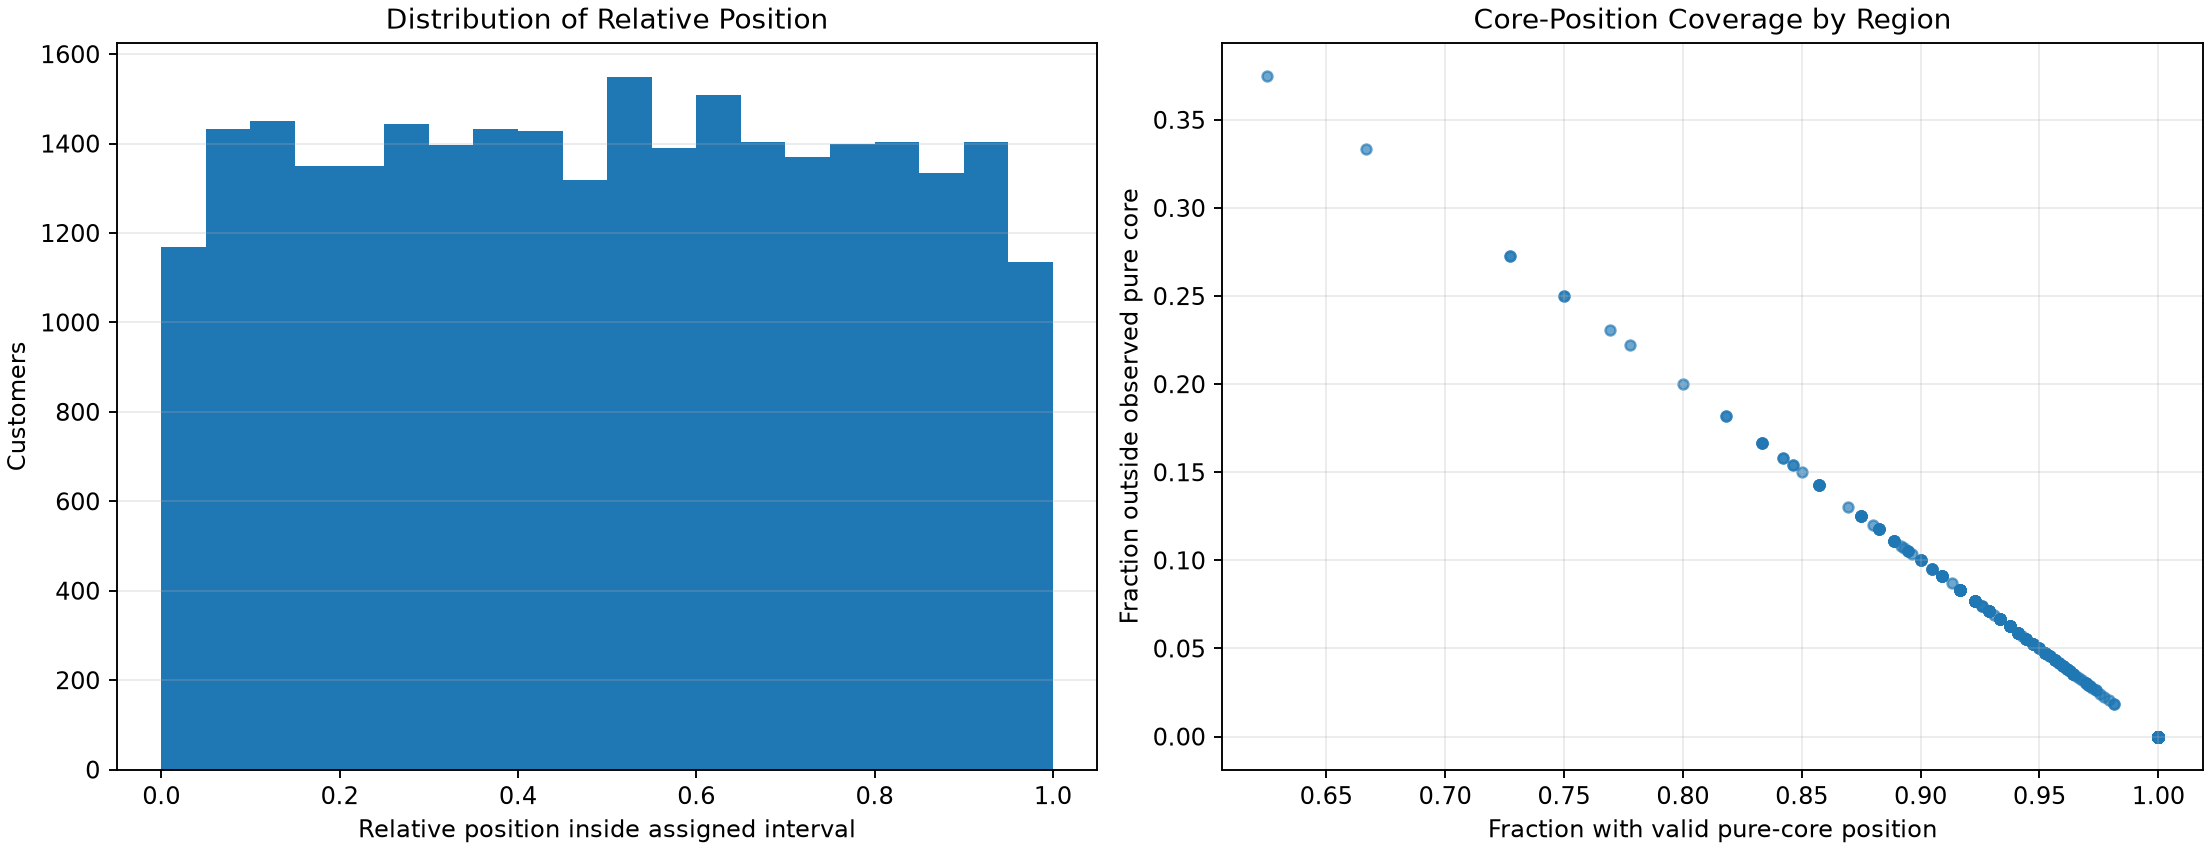 Distribution of Relative Position
Customers
1600
1400
1200
1000
800
600
400
200
0
0.0 0.2 0.4 0.6 0.8 1.0
Relative position inside assigned interval
Core-Position Coverage by Region
Fraction outside observed pure core
0.35
0.30
0.25
0.20
0.15
0.10
0.05
0.00
0.65 0.70 0.75 0.80 0.85 0.90 0.95 1.00
Fraction with valid pure-core position